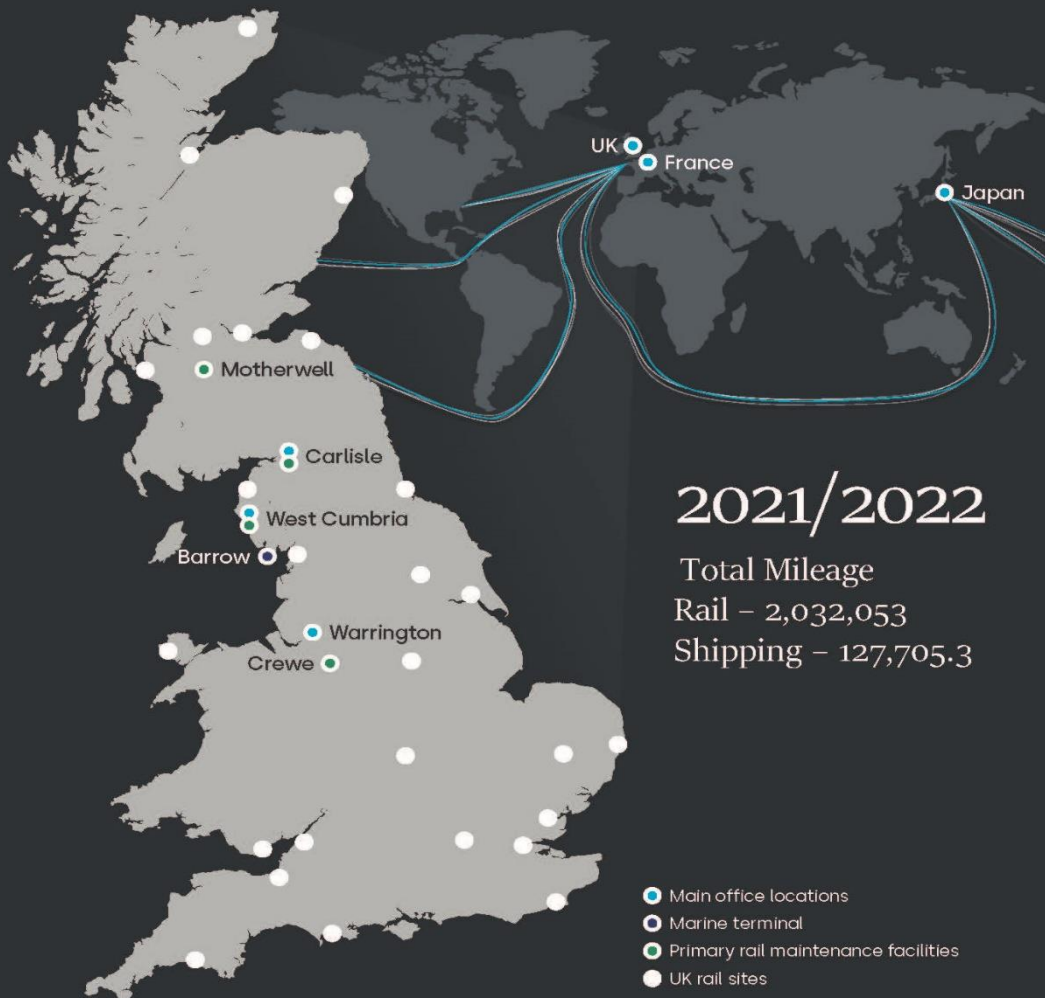 UK
France
Japan
Motherwell
Carlisle
West Cumbria
Barrow
Warrington
Crewe
2021/2022
Total Mileage
Rail – 2,032,053
Shipping – 127,705.3
Main office locations
Marine terminal
Primary rail maintenance facilities
UK rail sites